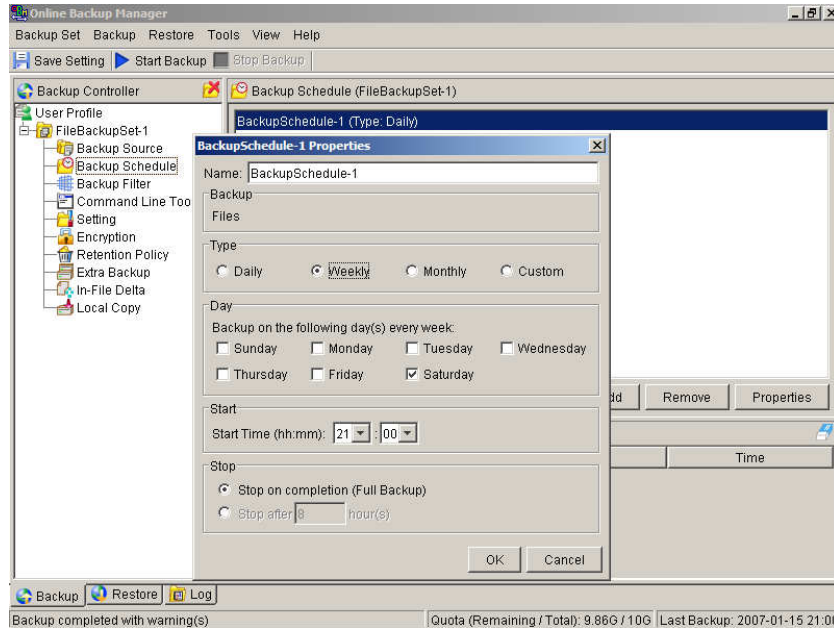 Online Backup Manager
Backup Set Backup Restore Tools View Help
Save Setting Start Backup Stop Backup
Backup Controller
Backup Schedule (FileBackupSet-1)
User Profile
FileBackupSet-1
Backup Source
Backup Schedule
Backup Filter
Command Line Too
Setting
Encryption
Retention Policy
Extra Backup
In-File Delta
Local Copy
BackupSchedule-1 (Type: Daily)
BackupSchedule-1 Properties
Name: BackupSchedule-1
Backup
Files
Type
Daily Weekly Monthly Custom
Day
Backup on the following day(s) every week:
Sunday Monday Tuesday Wednesday
Thursday Friday Saturday
Start
Start Time (hh:mm): 21 : 00
Stop
Stop on completion (Full Backup)
Stop after 8 hour(s)
OK Cancel
Remove Properties
Time
Backup Restore Log
Backup completed with warning(s)
Quota (Remaining / Total): 9.86G / 10G Last Backup: 2007-01-15